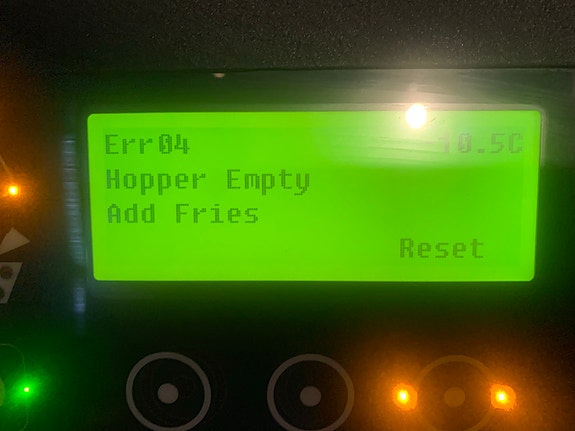 Err04 10.5C
Hopper Empty
Add Fries
Reset